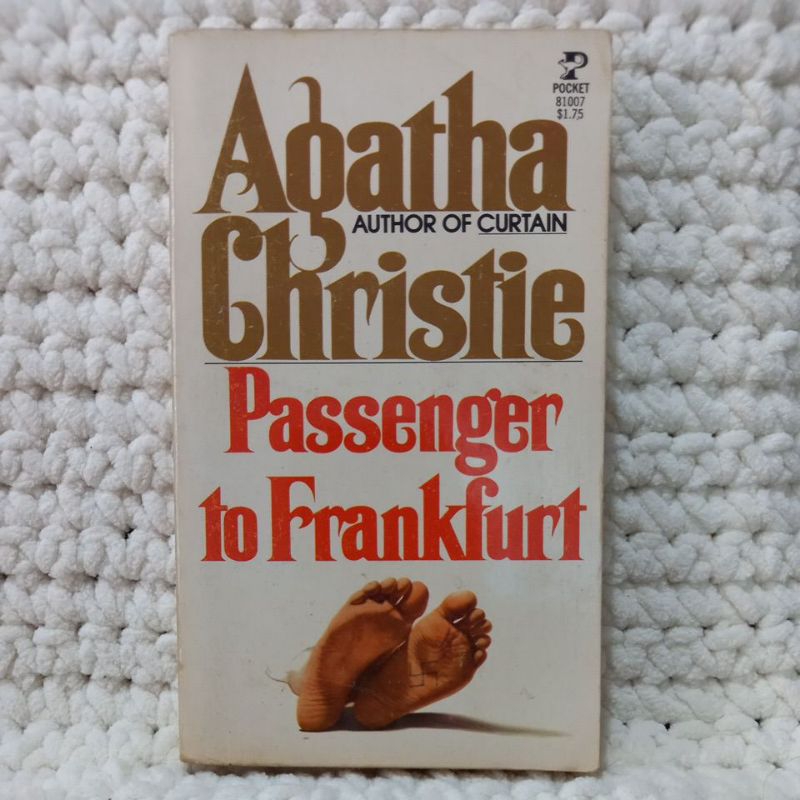 P
POCKET
81007
$1.75
Agatha
AUTHOR OF CURTAIN
Christie
Passenger
to Frankfurt